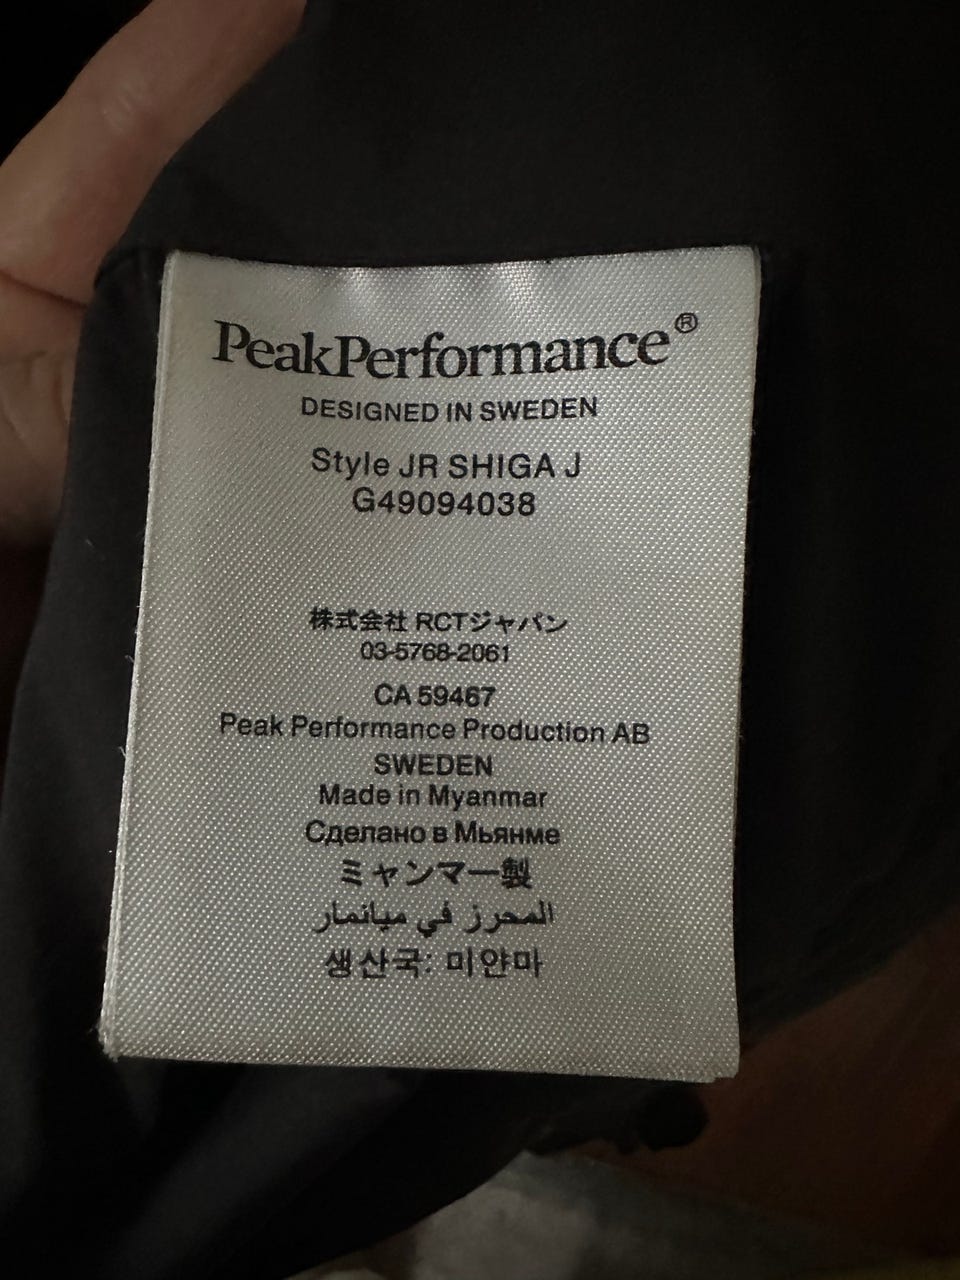 PeakPerformance®
DESIGNED IN SWEDEN
Style JR SHIGA J
G49094038
株式会社 RCTジャパン
03-5768-2061
CA 59467
Peak Performance Production AB
SWEDEN
Made in Myanmar
Сделано в Мьянме
ミャンマー製
المحرز في ميانمار
생산국: 미얀마